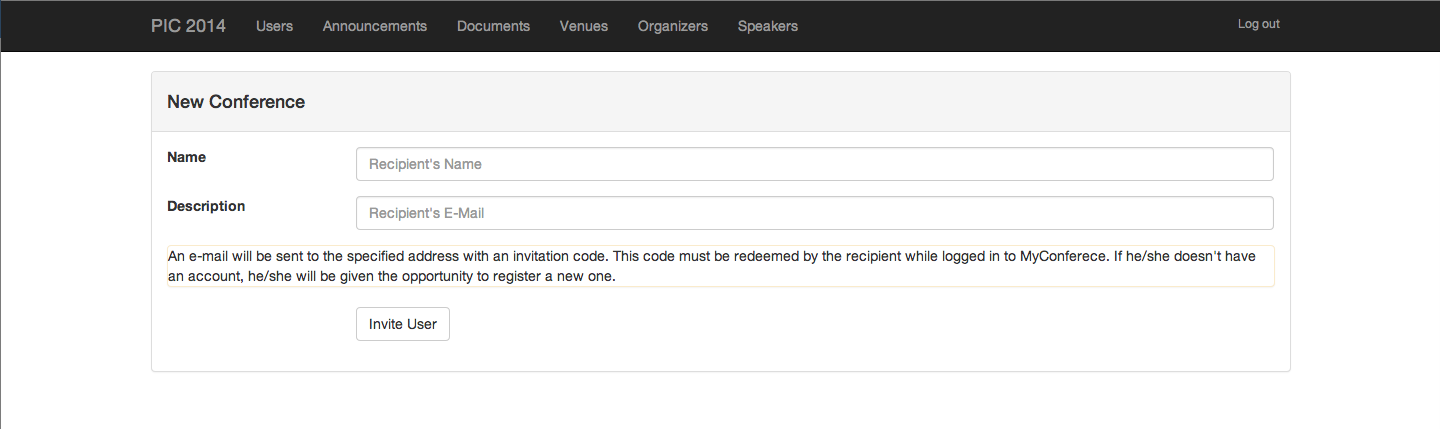 PIC 2014 Users Announcements Documents Venues Organizers Speakers Log out
New Conference
Name Recipient's Name
Description Recipient's E-Mail
An e-mail will be sent to the specified address with an invitation code. This code must be redeemed by the recipient while logged in to MyConferece. If he/she doesn't have
an account, he/she will be given the opportunity to register a new one.
Invite User